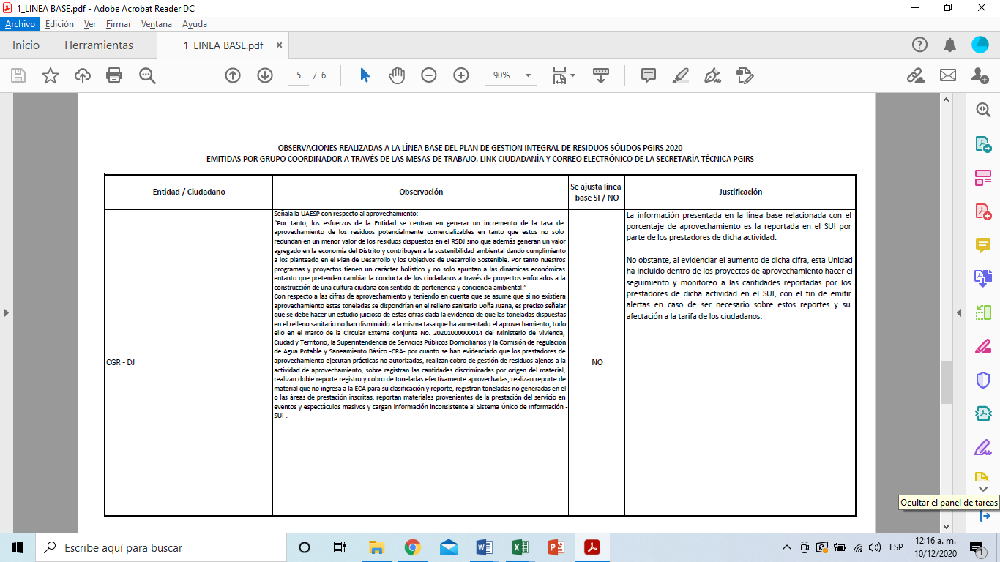 1_LINEA BASE.pdf - Adobe Acrobat Reader DC
Archivo Edición Ver Firmar Ventana Ayuda
Inicio Herramientas 1_LINEA BASE.pdf ×
5 / 6 90%
OBSERVACIONES REALIZADAS A LA LÍNEA BASE DEL PLAN DE GESTION INTEGRAL DE RESIDUOS SÓLIDOS PGIRS 2020
EMITIDAS POR GRUPO COORDINADOR A TRAVÉS DE LAS MESAS DE TRABAJO, LINK CIUDADANÍA Y CORREO ELECTRÓNICO DE LA SECRETARÍA TÉCNICA PGIRS
Entidad / Ciudadano
Observación
Se ajusta línea
base SI / NO
Justificación
CGR - DJ
Señala la UAESP con respecto al aprovechamiento:
"Por tanto, los esfuerzos de la Entidad se centran en generar un incremento de la tasa de
aprovechamiento de los residuos potencialmente comercializables en tanto que estos no solo
redundan en un menor valor de los residuos dispuestos en el RSDJ sino que además generan un valor
agregado en la economía del Distrito y contribuyen a la sostenibilidad ambiental dando cumplimiento
a los planteado en el Plan de Desarrollo y los Objetivos de Desarrollo Sostenible. Por tanto nuestros
programas y proyectos tienen un carácter holístico y no solo apuntan a las dinámicas económicas
entanto que pretenden cambiar la conducta de los ciudadanos a través de proyectos enfocados a la
construcción de una cultura ciudana con sentido de pertenencia y conciencia ambiental."
Con respecto a las cifras de aprovechamiento y teniendo en cuenta que se asume que si no existiera
aprovechamiento estas toneladas se dispondrían en el relleno sanitario Doña Juana, es preciso señalar
que se debe hacer un estudio juicioso de estas cifras dada la evidencia de que las toneladas dispuestas
en el relleno sanitario no han disminuido a la misma tasa que ha aumentado el aprovechamiento, todo
ello en el marco de la Circular Externa conjunta No. 20201000000014 del Ministerio de Vivienda,
Ciudad y Territorio, la Superintendencia de Servicios Públicos Domiciliarios y la Comisión de regulación
de Agua Potable y Saneamiento Básico -CRA- por cuanto se han evidenciado que los prestadores de
aprovechamiento ejecutan prácticas no autorizadas, realizan cobro de gestión de residuos ajenos a la
actividad de aprovechamiento, sobre registran las cantidades discriminadas por origen del material,
realizan doble reporte registro y cobro de toneladas efectivamente aprovechadas, realizan reporte de
material que no ingresa a la ECA para su clasificación y reporte, registran toneladas no generadas en el
o las áreas de prestación inscritas, reportan materiales provenientes de la prestación del servicio en
eventos y espectáculos masivos y cargan información inconsistente al Sistema Único de Información -
SUI-.
NO
La información presentada en la línea base relacionada con el
porcentaje de aprovechamiento es la reportada en el SUI por
parte de los prestadores de dicha actividad.
No obstante, al evidenciar el aumento de dicha cifra, esta Unidad
ha incluido dentro de los proyectos de aprovechamiento hacer el
seguimiento y monitoreo a las cantidades reportadas por los
prestadores de dicha actividad en el SUI, con el fin de emitir
alertas en caso de ser necesario sobre estos reportes y su
afectación a la tarifa de los ciudadanos.
Ocultar el panel de tareas
Escribe aquí para buscar
ESP
12:16 a. m.
10/12/2020
1